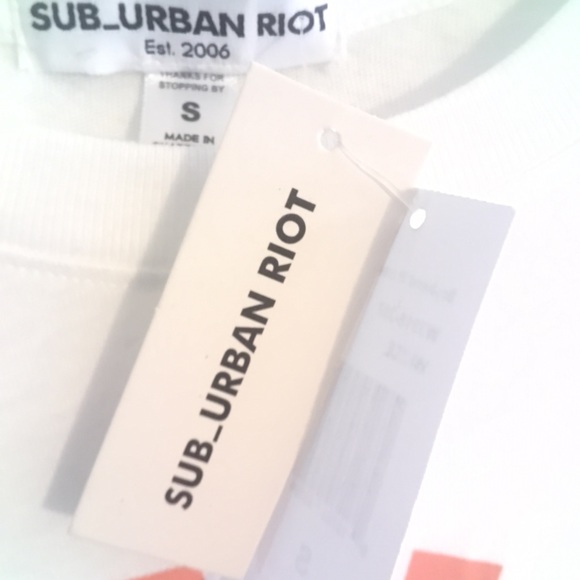 SUB_URBAN RIOT
Est. 2006
THANKS FOR
STOPPING BY
S
MADE IN
SUB_URBAN RIOT